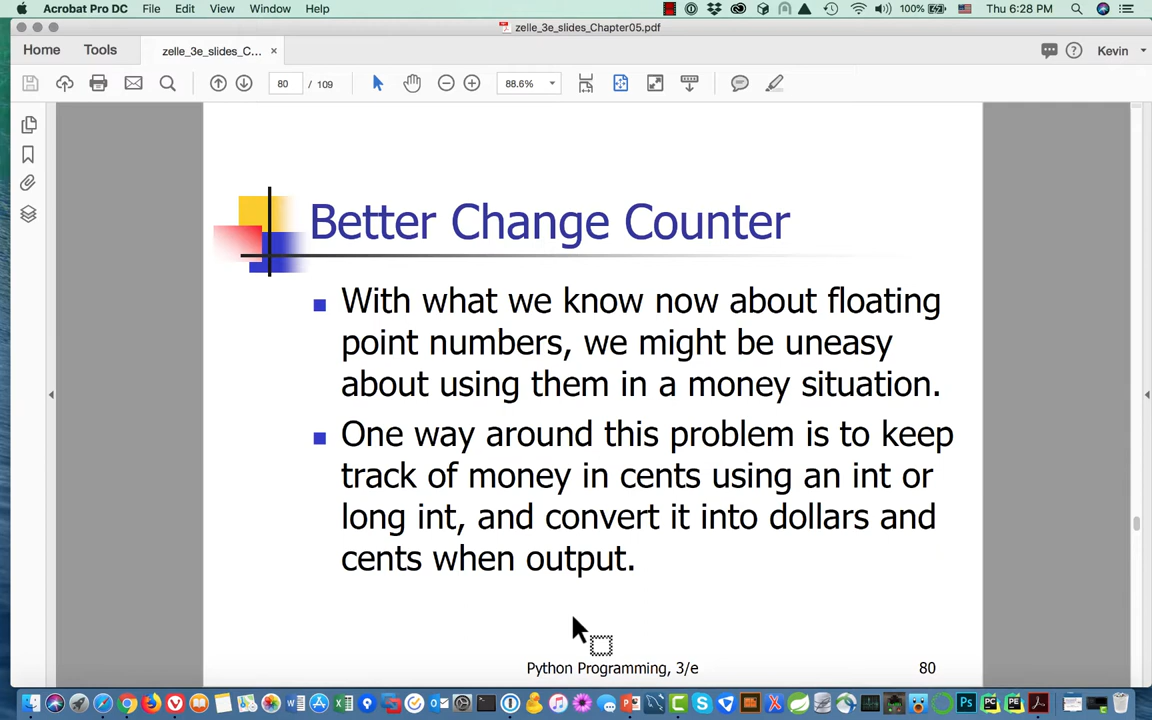 Acrobat Pro DC File Edit View Window Help 100% Thu 6:28 PM
zelle_3e_slides_Chapter05.pdf
Home Tools zelle_3e_slides_C... × Kevin
80 / 109 88.6%
Better Change Counter
With what we know now about floating
point numbers, we might be uneasy
about using them in a money situation.
One way around this problem is to keep
track of money in cents using an int or
long int, and convert it into dollars and
cents when output.
Python Programming, 3/e 80